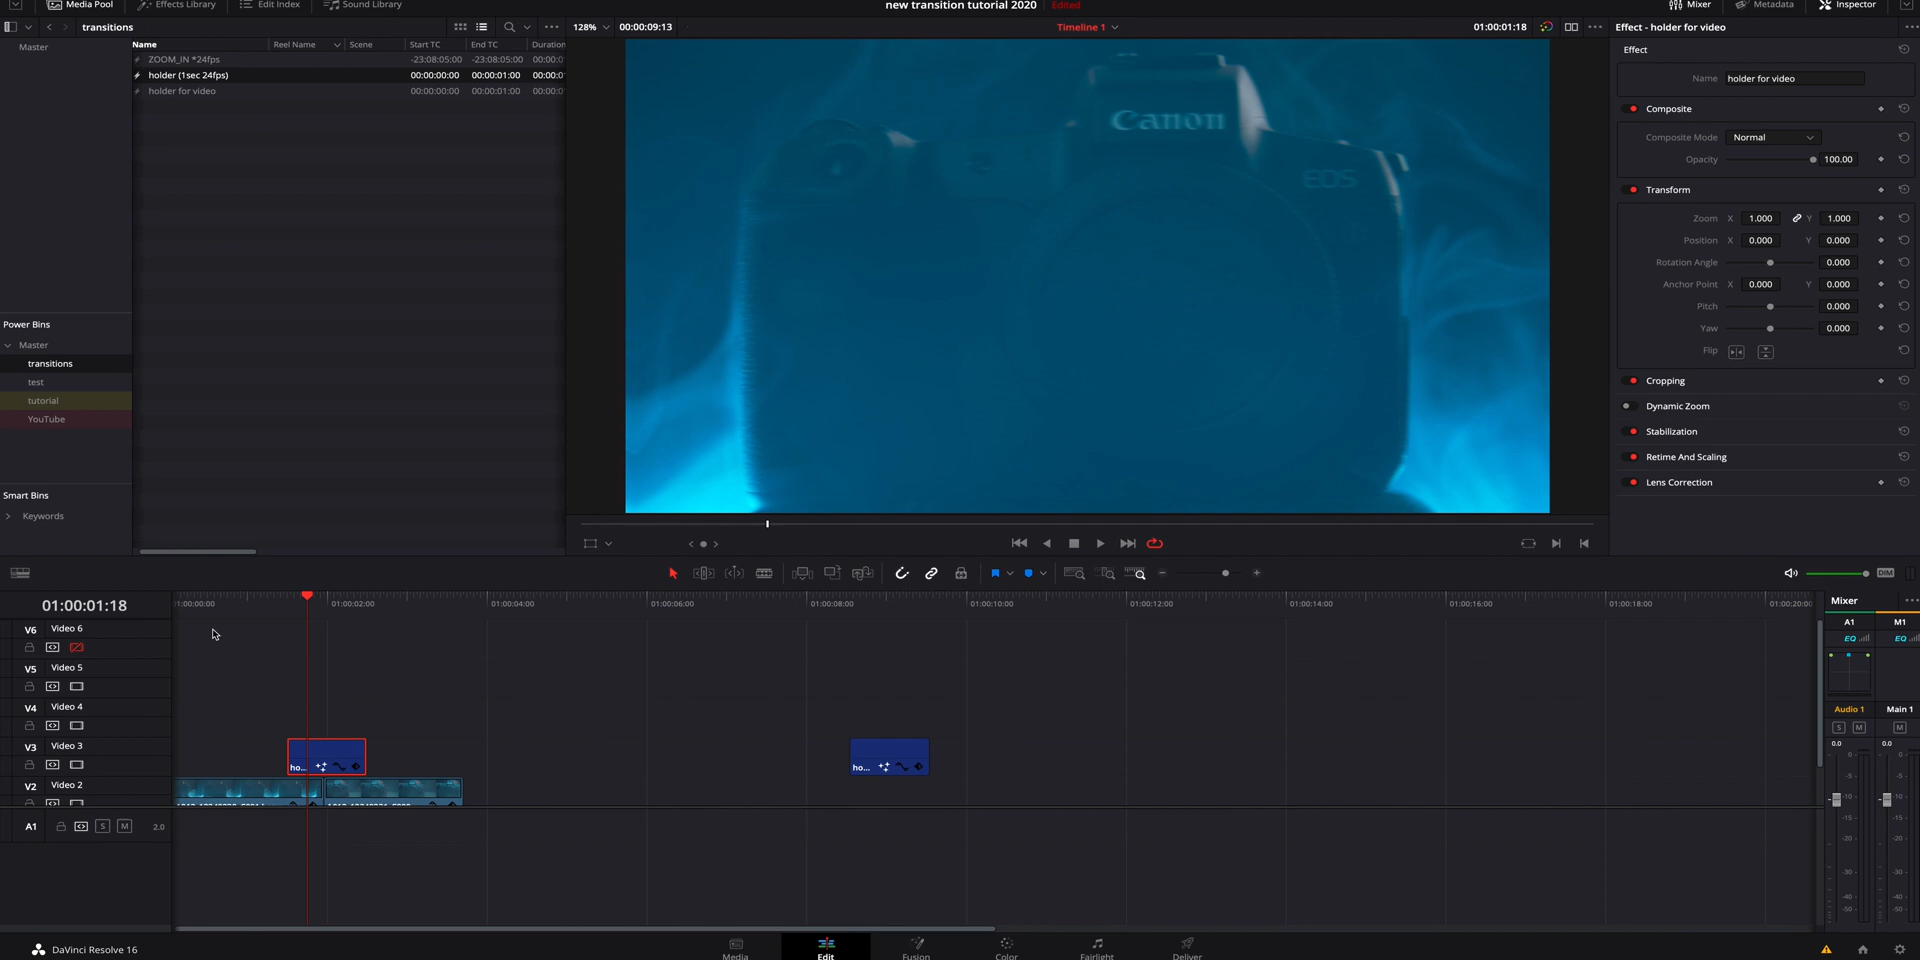 Media Pool Effects Library Edit Index Sound Library new transition tutorial 2020 Edited Mixer Metadata Inspector
transitions 128% 00:00:09:13 Timeline 1 01:00:01:18 Effect - holder for video
Master Name Reel Name Scene Start TC End TC Duration
ZOOM_IN *24fps -23:08:05:00 -23:08:05:00 00:00:0
holder (1sec 24fps) 00:00:00:00 00:00:01:00 00:00:0
holder for video 00:00:00:00 00:00:01:00 00:00:0
Effect
Name holder for video
Composite
Composite Mode Normal
Opacity 100.00
Transform
Zoom X 1.000 Y 1.000
Position X 0.000 Y 0.000
Rotation Angle 0.000
Anchor Point X 0.000 Y 0.000
Pitch 0.000
Yaw 0.000
Flip
Cropping
Dynamic Zoom
Stabilization
Retime And Scaling
Lens Correction
Canon
EOS
Power Bins
Master
transitions
test
tutorial
YouTube
Smart Bins
Keywords
DIM
01:00:01:18 1:00:00:00 01:00:02:00 01:00:04:00 01:00:06:00 01:00:08:00 01:00:10:00 01:00:12:00 01:00:14:00 01:00:16:00 01:00:18:00 01:00:20:00
V6 Video 6
V5 Video 5
V4 Video 4
V3 Video 3
ho... ho...
V2 Video 2
A1 S M 2.0
Mixer
A1 M1
EQ EQ
Audio 1 Main 1
S M M
0.0 0.0
0 0
-5 -5
-10 -10
-15 -15
-20 -20
-30 -30
-40 -40
-50 -50
DaVinci Resolve 16 Media Edit Fusion Color Fairlight Deliver